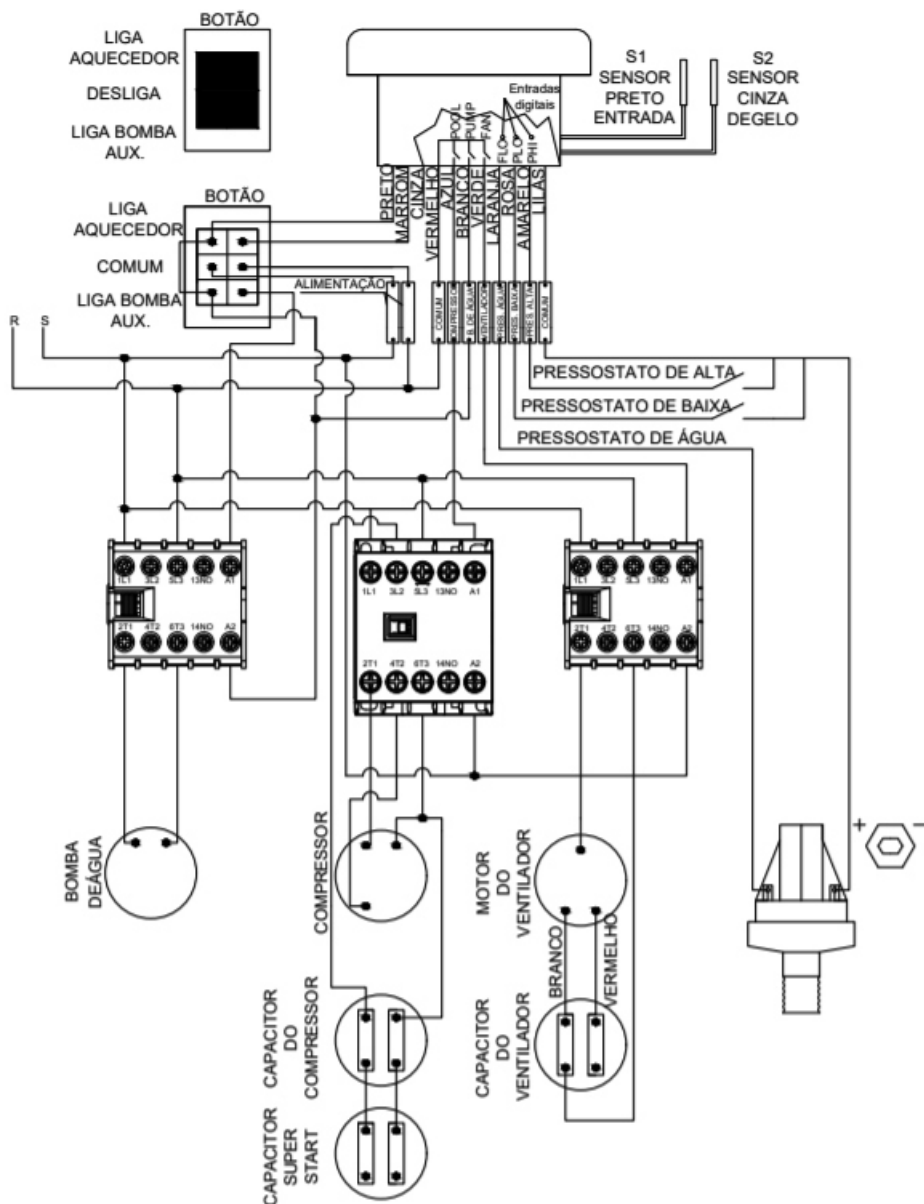 BOTÃO
LIGA
AQUECEDOR
DESLIGA
LIGA BOMBA
AUX.
Entradas
digitais
POOL
PUMP
FAN
FLO
PLO
PHI
S1
SENSOR
PRETO
ENTRADA
S2
SENSOR
CINZA
DEGELO
PRETO
MARROM
CINZA
VERMELHO
AZUL
BRANCO
VERDE
LARANJA
ROSA
AMARELO
LILAS
BOTÃO
LIGA
AQUECEDOR
COMUM
LIGA BOMBA
AUX.
ALIMENTAÇÃO
COMUM
OMPRESSOR
B. DE ÁGUA
VENTILADOR
PRES. ÁGUA
PRES. BAIXA
PRES. ALTA
COMUM
R S
PRESSOSTATO DE ALTA
PRESSOSTATO DE BAIXA
PRESSOSTATO DE ÁGUA
1L1 3L2 5L3 13NO A1
2T1 4T2 6T3 14NO A2
1L1 3L2 5L3 13NO A1
2T1 4T2 6T3 14NO A2
1L1 3L2 5L3 13NO A1
2T1 4T2 6T3 14NO A2
BOMBA
DEÁGUA
COMPRESSOR
MOTOR
DO
VENTILADOR
+ −
BRANCO
VERMELHO
CAPACITOR
DO
COMPRESSOR
CAPACITOR
DO
VENTILADOR
CAPACITOR
SUPER
START